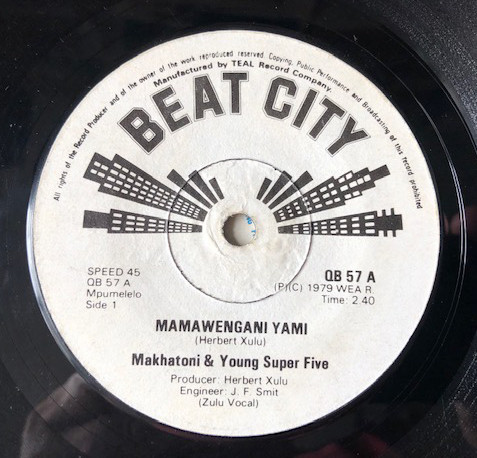 All rights of the Record Producer and of the owner of the work reproduced reserved. Copying, Public Performance and Broadcasting of this record prohibited
Manufactured by TEAL Record Company.
BEAT CITY
SPEED 45
QB 57 A
Mpumelelo
Side 1
QB 57 A
(P)(C) 1979 WEA R.
Time: 2.40
MAMAWENGANI YAMI
(Herbert Xulu)
Makhatoni & Young Super Five
Producer: Herbert Xulu
Engineer: J. F. Smit
(Zulu Vocal)